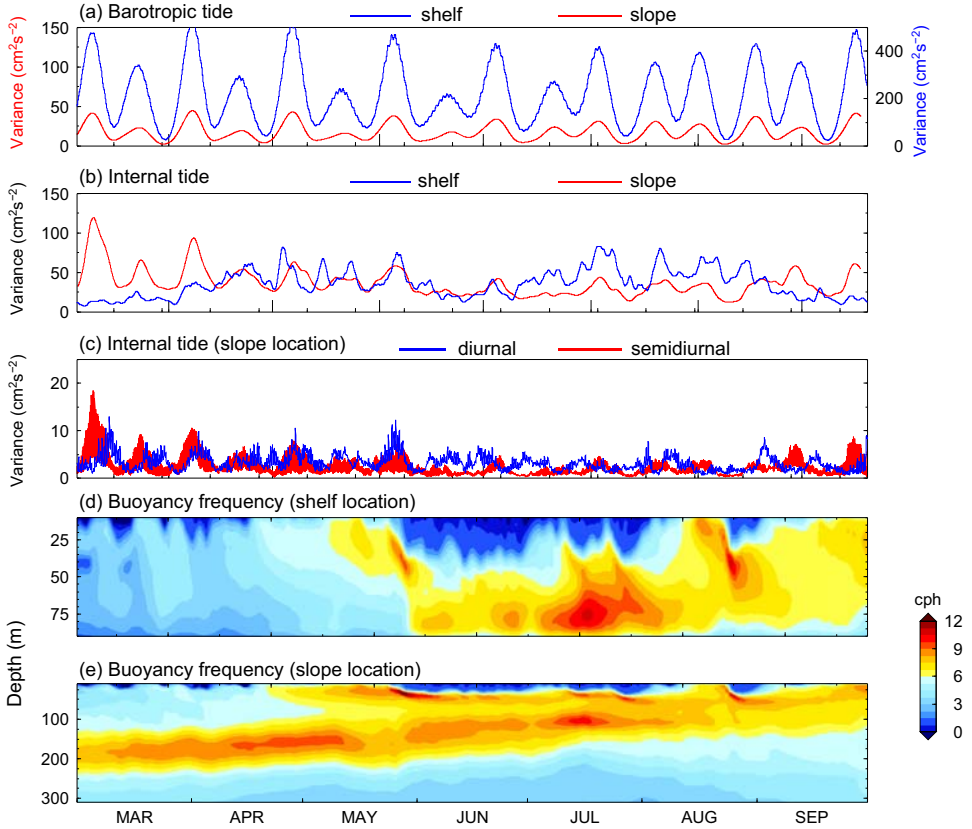 (a) Barotropic tide shelf slope
150
100
50
0
Variance (cm²s⁻²)
400
200
0
Variance (cm²s⁻²)
(b) Internal tide shelf slope
150
100
50
0
Variance (cm²s⁻²)
(c) Internal tide (slope location) diurnal semidiurnal
20
10
0
Variance (cm²s⁻²)
(d) Buoyancy frequency (shelf location)
25
50
75
Depth (m)
(e) Buoyancy frequency (slope location)
100
200
300
cph
12
9
6
3
0
MAR APR MAY JUN JUL AUG SEP